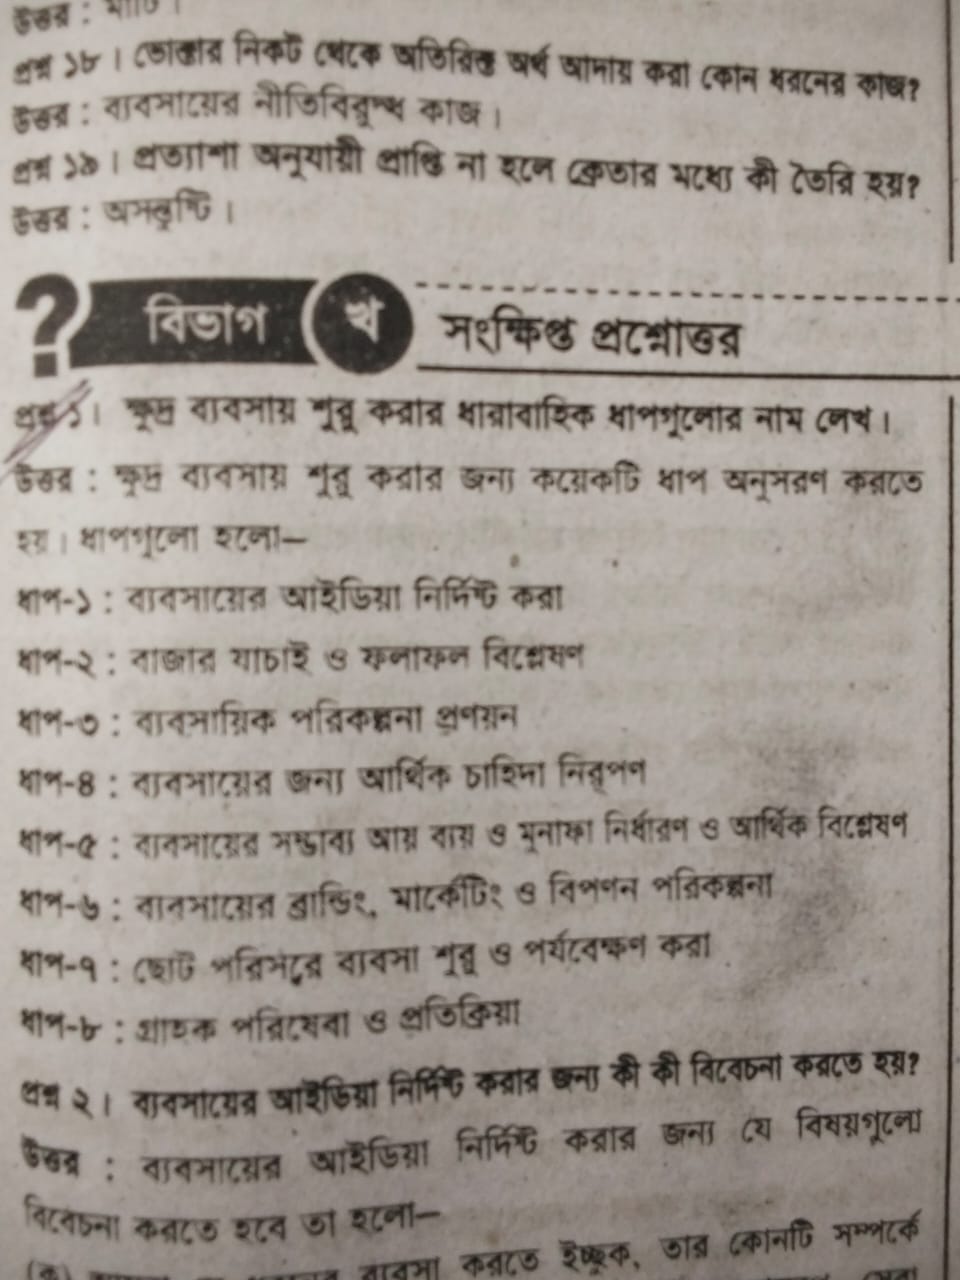 উত্তর : মাটি।
প্রশ্ন ১৮। ভোক্তার নিকট থেকে অতিরিক্ত অর্থ আদায় করা কোন ধরনের কাজ?
উত্তর : ব্যবসায়ের নীতিবিরুদ্ধ কাজ।
প্রশ্ন ১৯। প্রত্যাশা অনুযায়ী প্রাপ্তি না হলে ক্রেতার মধ্যে কী তৈরি হয়?
উত্তর : অসন্তুষ্টি।
? বিভাগ খ সংক্ষিপ্ত প্রশ্নোত্তর
প্রশ্ন ১। ক্ষুদ্র ব্যবসায় শুরু করার ধারাবাহিক ধাপগুলোর নাম লেখ।
উত্তর : ক্ষুদ্র ব্যবসায় শুরু করার জন্য কয়েকটি ধাপ অনুসরণ করতে
হয়। ধাপগুলো হলো—
ধাপ-১ : ব্যবসায়ের আইডিয়া নির্দিষ্ট করা
ধাপ-২ : বাজার যাচাই ও ফলাফল বিশ্লেষণ
ধাপ-৩ : ব্যবসায়িক পরিকল্পনা প্রণয়ন
ধাপ-৪ : ব্যবসায়ের জন্য আর্থিক চাহিদা নিরূপণ
ধাপ-৫ : ব্যবসায়ের সম্ভাব্য আয় ব্যয় ও মুনাফা নির্ধারণ ও আর্থিক বিশ্লেষণ
ধাপ-৬ : ব্যবসায়ের ব্রান্ডিং, মার্কেটিং ও বিপণন পরিকল্পনা
ধাপ-৭ : ছোট পরিসরে ব্যবসা শুরু ও পর্যবেক্ষণ করা
ধাপ-৮ : গ্রাহক পরিষেবা ও প্রতিক্রিয়া
প্রশ্ন ২। ব্যবসায়ের আইডিয়া নির্দিষ্ট করার জন্য কী কী বিবেচনা করতে হয়?
উত্তর : ব্যবসায়ের আইডিয়া নির্দিষ্ট করার জন্য যে বিষয়গুলো
বিবেচনা করতে হবে তা হলো—
(ক) ব্যবসা করতে ইচ্ছুক, তার কোনটি সম্পর্কে